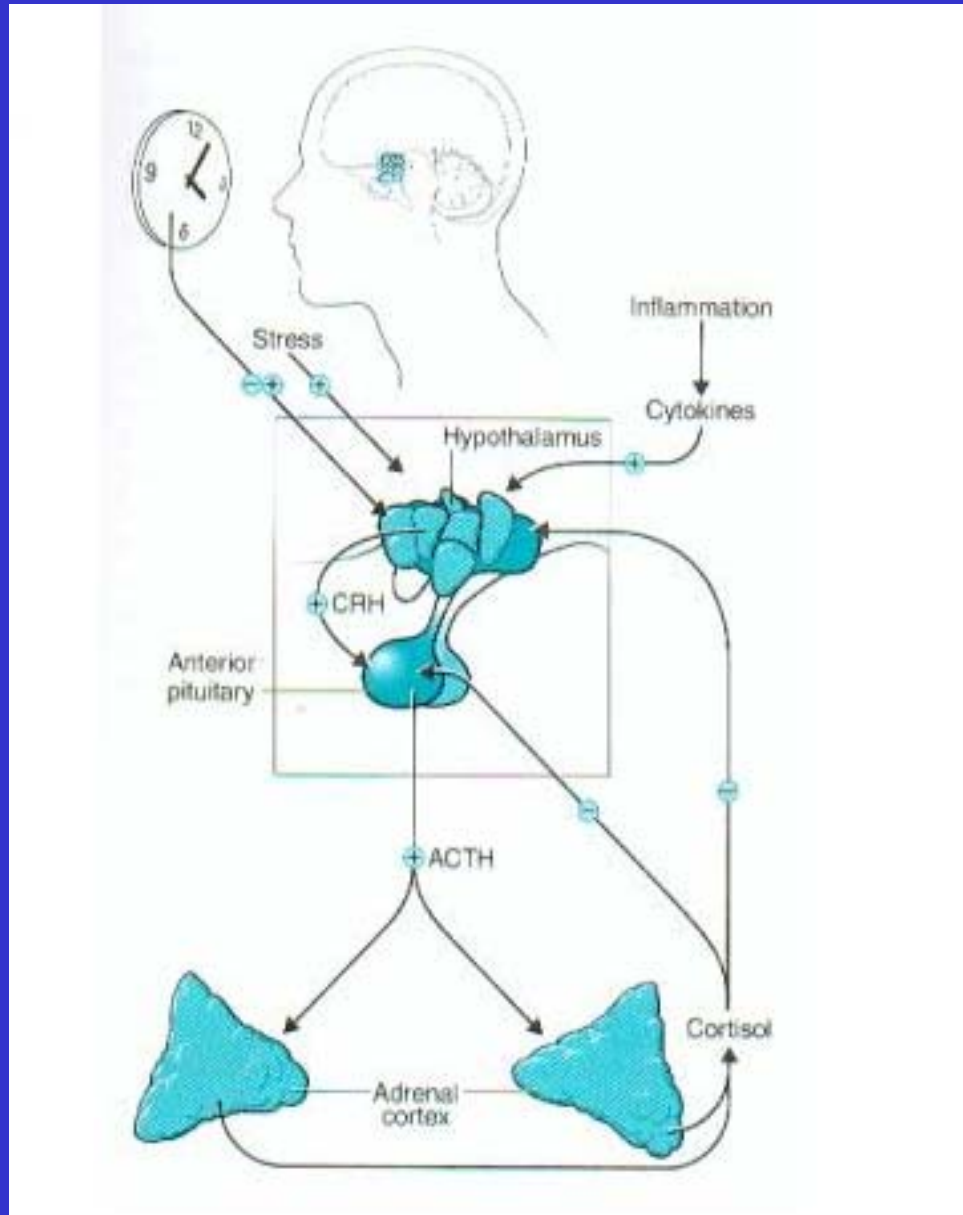 12
9
3
6
Stress
Inflammation
Cytokines
Hypothalamus
+
− +
+
+ CRH
Anterior
pituitary
−
−
+ ACTH
Cortisol
Adrenal
cortex